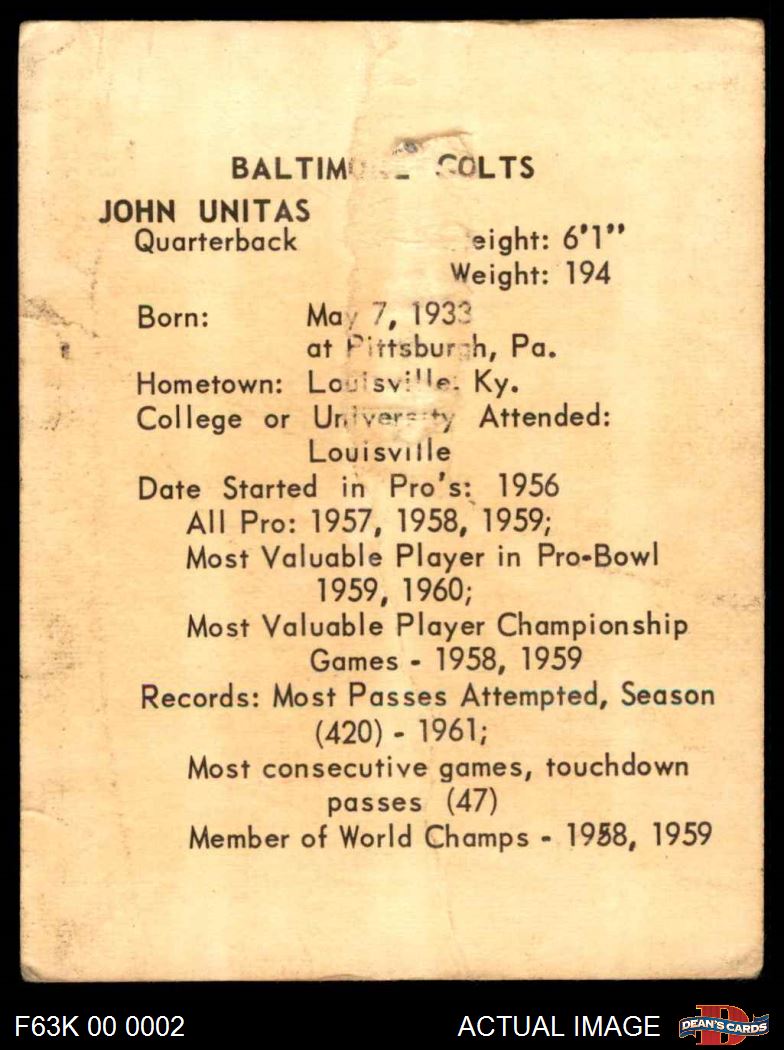 BALTIMORE COLTS
JOHN UNITAS
Quarterback Height: 6'1"
Weight: 194
Born: May 7, 1933
at Pittsburgh, Pa.
Hometown: Louisville, Ky.
College or University Attended:
Louisville
Date Started in Pro's: 1956
All Pro: 1957, 1958, 1959;
Most Valuable Player in Pro-Bowl
1959, 1960;
Most Valuable Player Championship
Games - 1958, 1959
Records: Most Passes Attempted, Season
(420) - 1961;
Most consecutive games, touchdown
passes (47)
Member of World Champs - 1958, 1959
F63K 00 0002 ACTUAL IMAGE DEAN'S CARDS